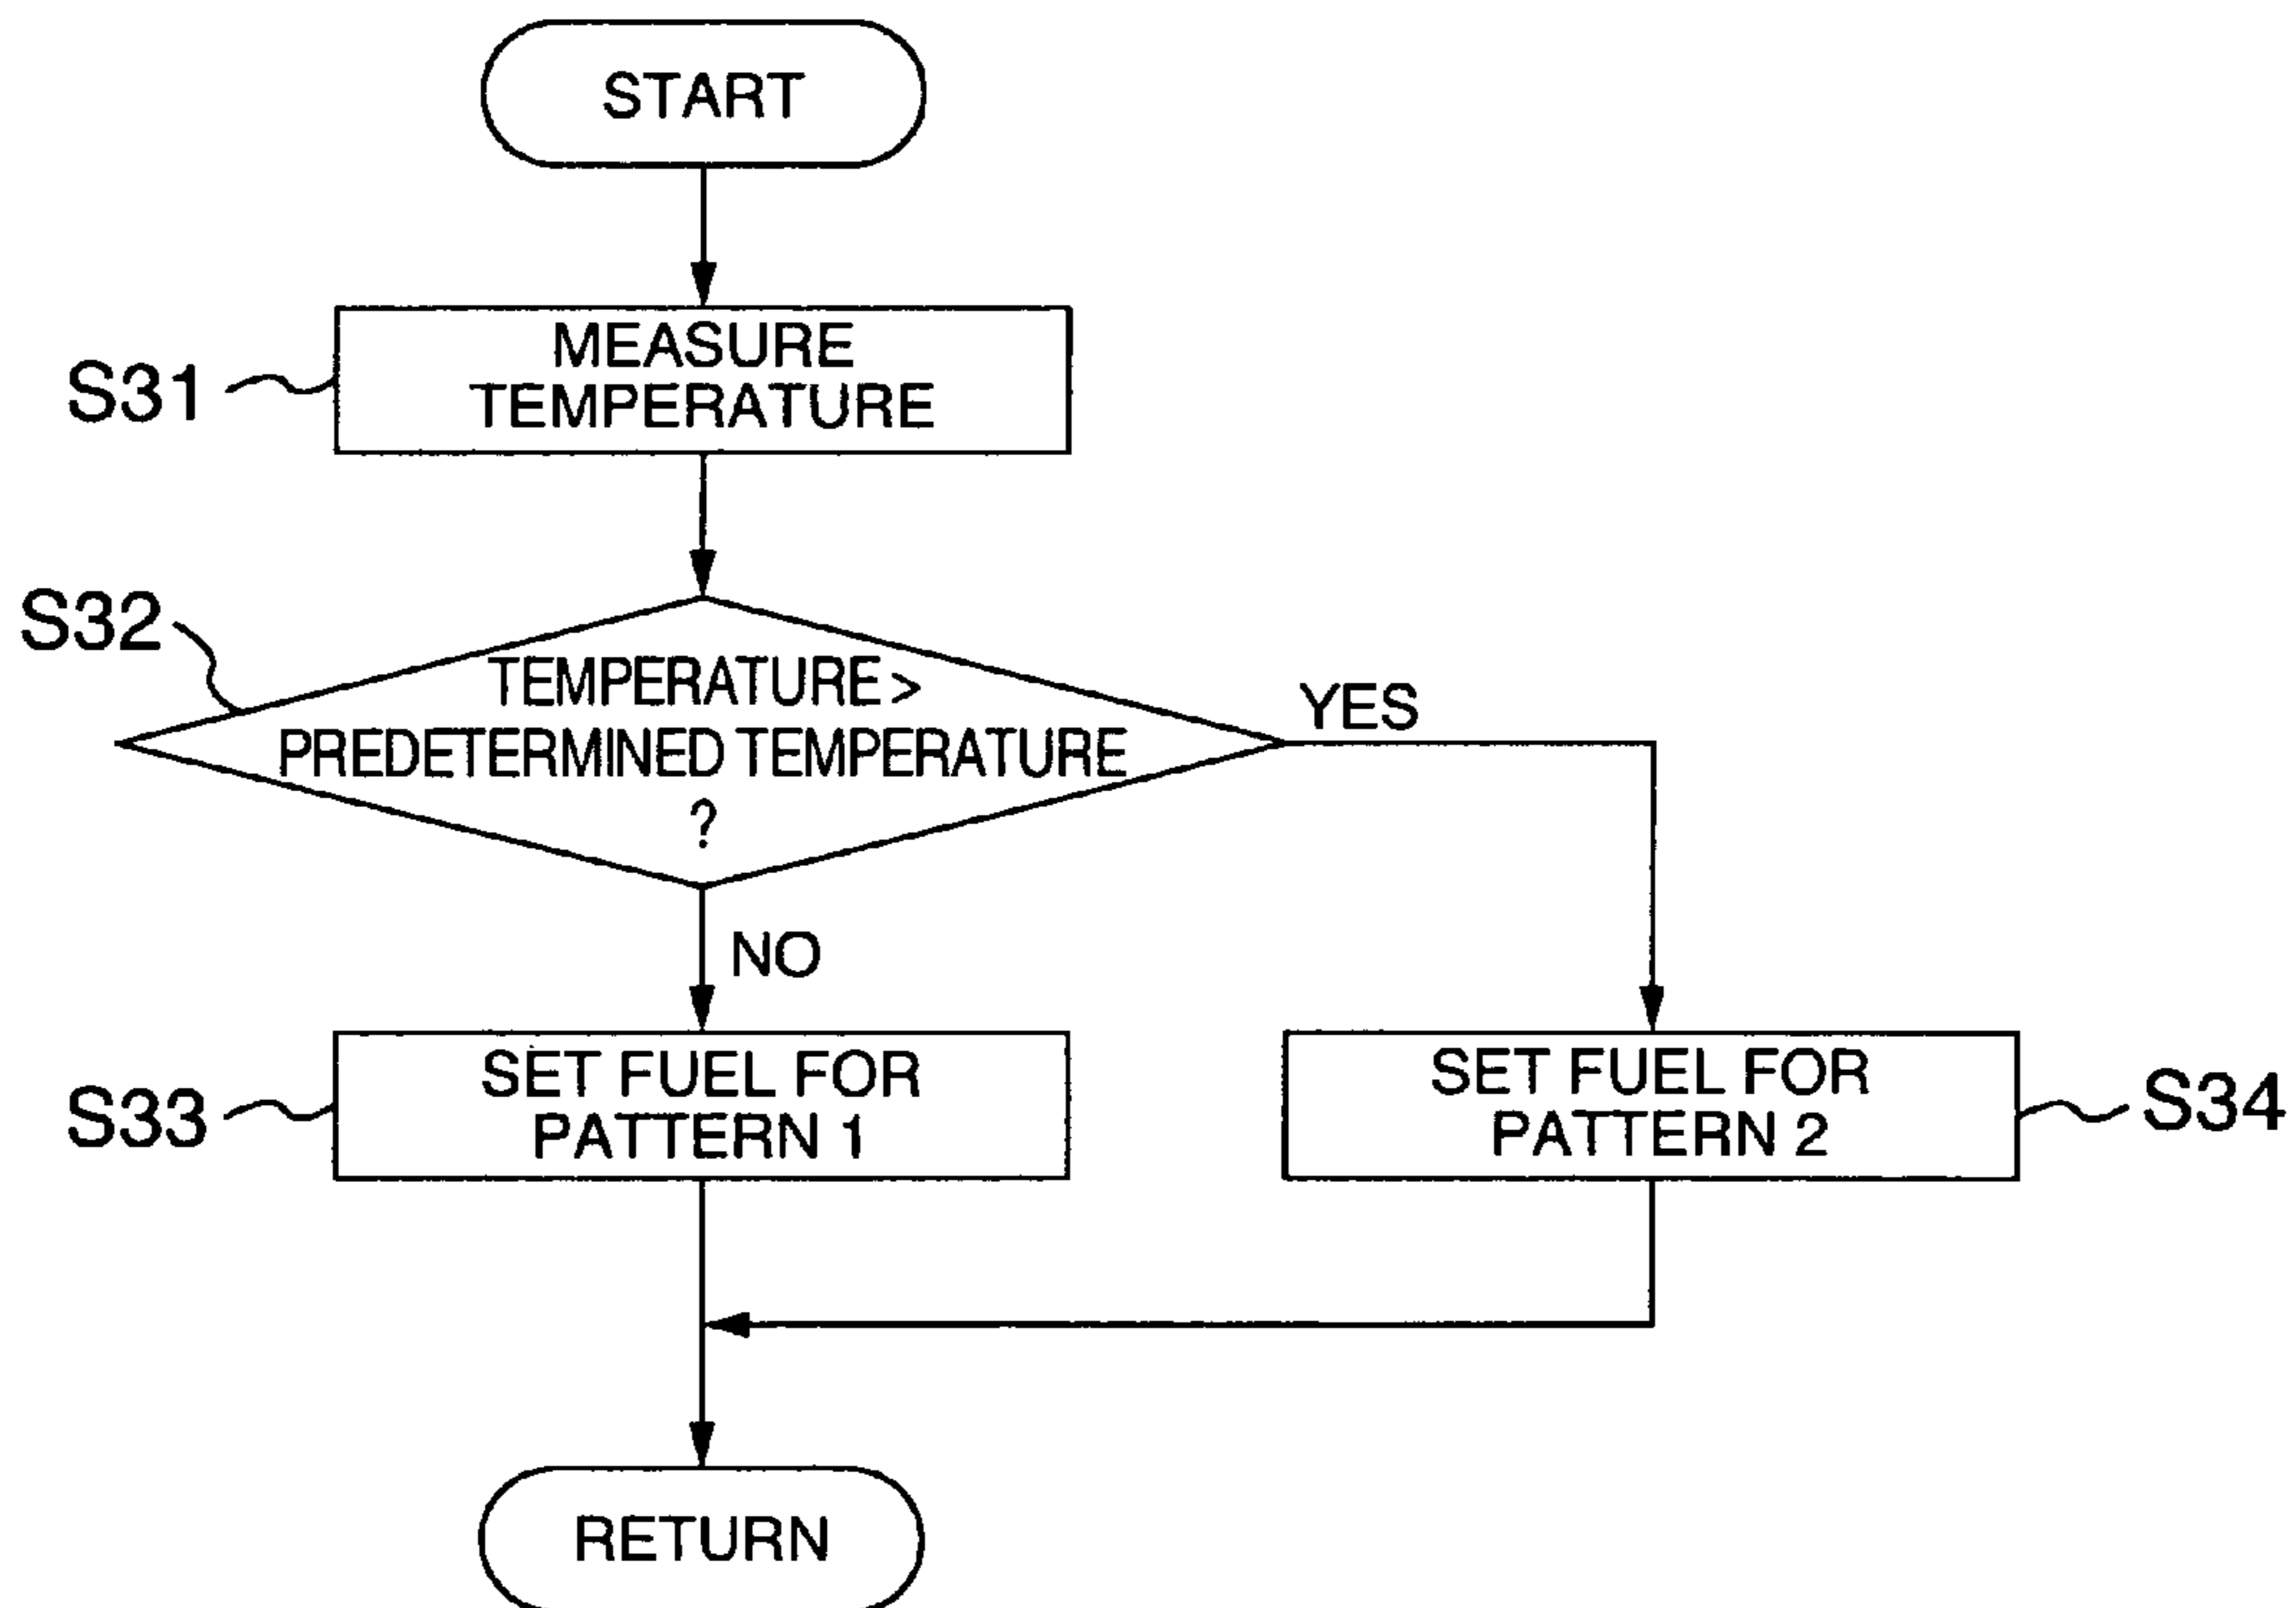 START
S31
MEASURE
TEMPERATURE
S32
TEMPERATURE >
PREDETERMINED TEMPERATURE
?
YES
NO
S33
SET FUEL FOR
PATTERN 1
SET FUEL FOR
PATTERN 2
S34
RETURN